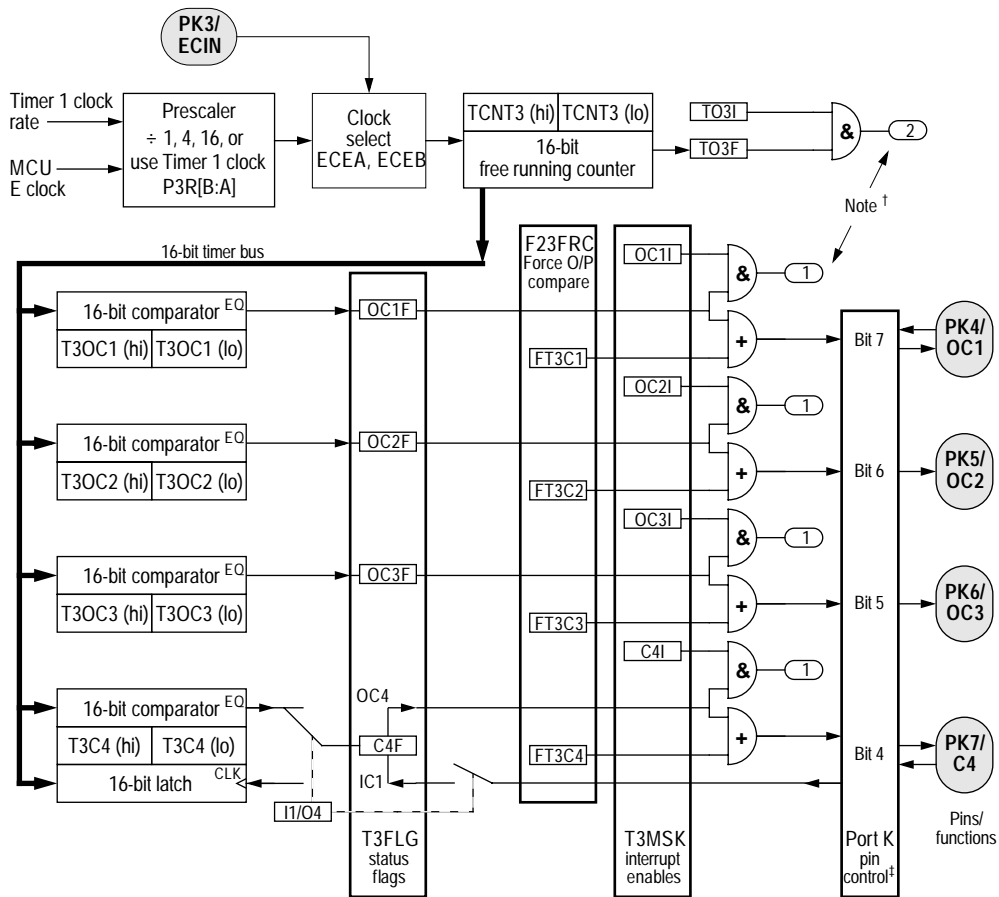 PK3/
ECIN
Timer 1 clock
rate
MCU
E clock
Prescaler
÷ 1, 4, 16, or
use Timer 1 clock
P3R[B:A]
Clock
select
ECEA, ECEB
TCNT3 (hi) TCNT3 (lo)
16-bit
free running counter
TO3I
TO3F
&
2
Note †
16-bit timer bus
F23FRC
Force O/P
compare
OC1I
&
1
16-bit comparator EQ
T3OC1 (hi) T3OC1 (lo)
OC1F
FT3C1
+
Bit 7
PK4/
OC1
OC2I
&
1
16-bit comparator EQ
T3OC2 (hi) T3OC2 (lo)
OC2F
FT3C2
+
Bit 6
PK5/
OC2
OC3I
&
1
16-bit comparator EQ
T3OC3 (hi) T3OC3 (lo)
OC3F
FT3C3
+
Bit 5
PK6/
OC3
C4I
&
1
16-bit comparator EQ
T3C4 (hi) T3C4 (lo)
16-bit latch CLK
OC4
C4F
IC1
I1/O4
FT3C4
+
Bit 4
PK7/
C4
T3FLG
status
flags
T3MSK
interrupt
enables
Port K
pin
control‡
Pins/
functions